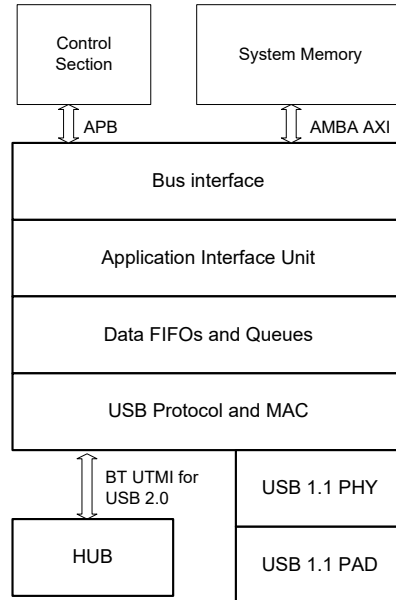 Control
Section
System Memory
APB
AMBA AXI
Bus interface
Application Interface Unit
Data FIFOs and Queues
USB Protocol and MAC
BT UTMI for
USB 2.0
USB 1.1 PHY
HUB
USB 1.1 PAD